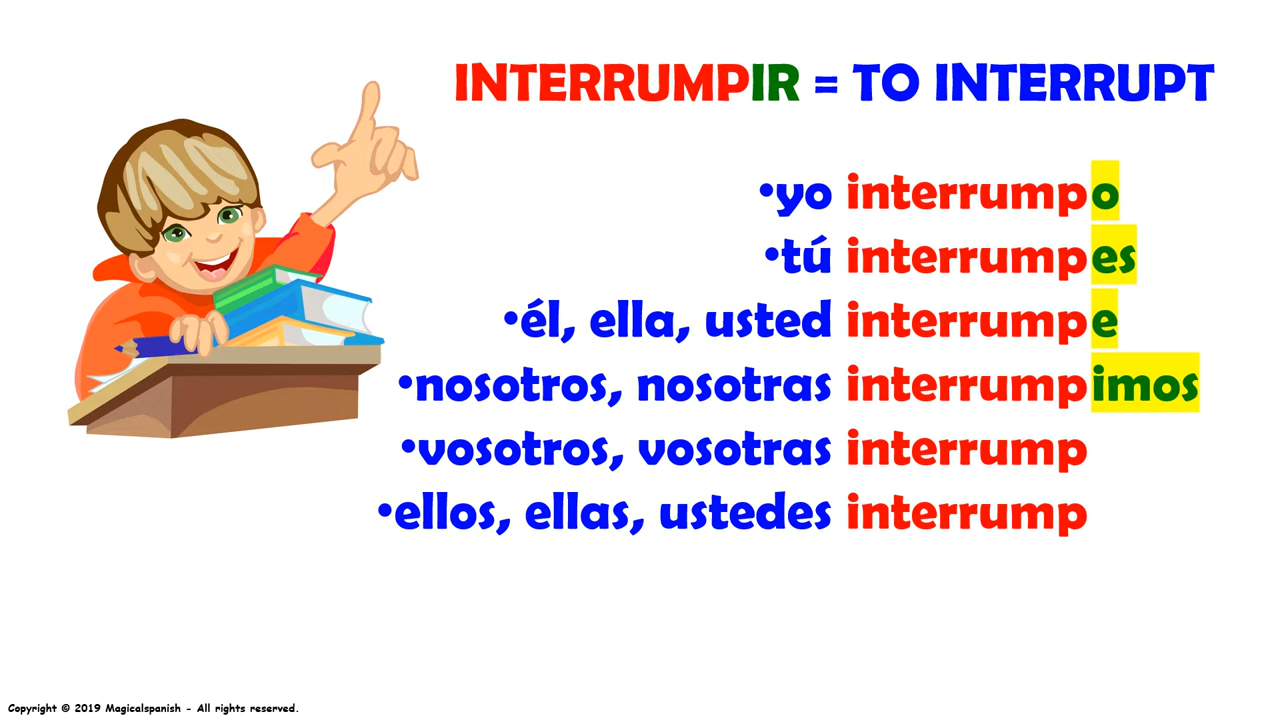 INTERRUMPIR = TO INTERRUPT
•yo interrumpo
•tú interrumpes
•él, ella, usted interrumpe
•nosotros, nosotras interrumpimos
•vosotros, vosotras interrump
•ellos, ellas, ustedes interrump
Copyright © 2019 Magicalspanish - All rights reserved.